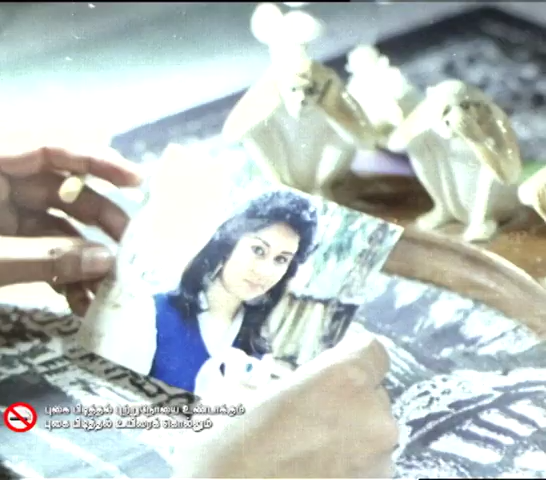 புகை பிடித்தல் புற்று நோயை உண்டாக்கும்
புகை பிடித்தல் உயிரைக் கொல்லும்